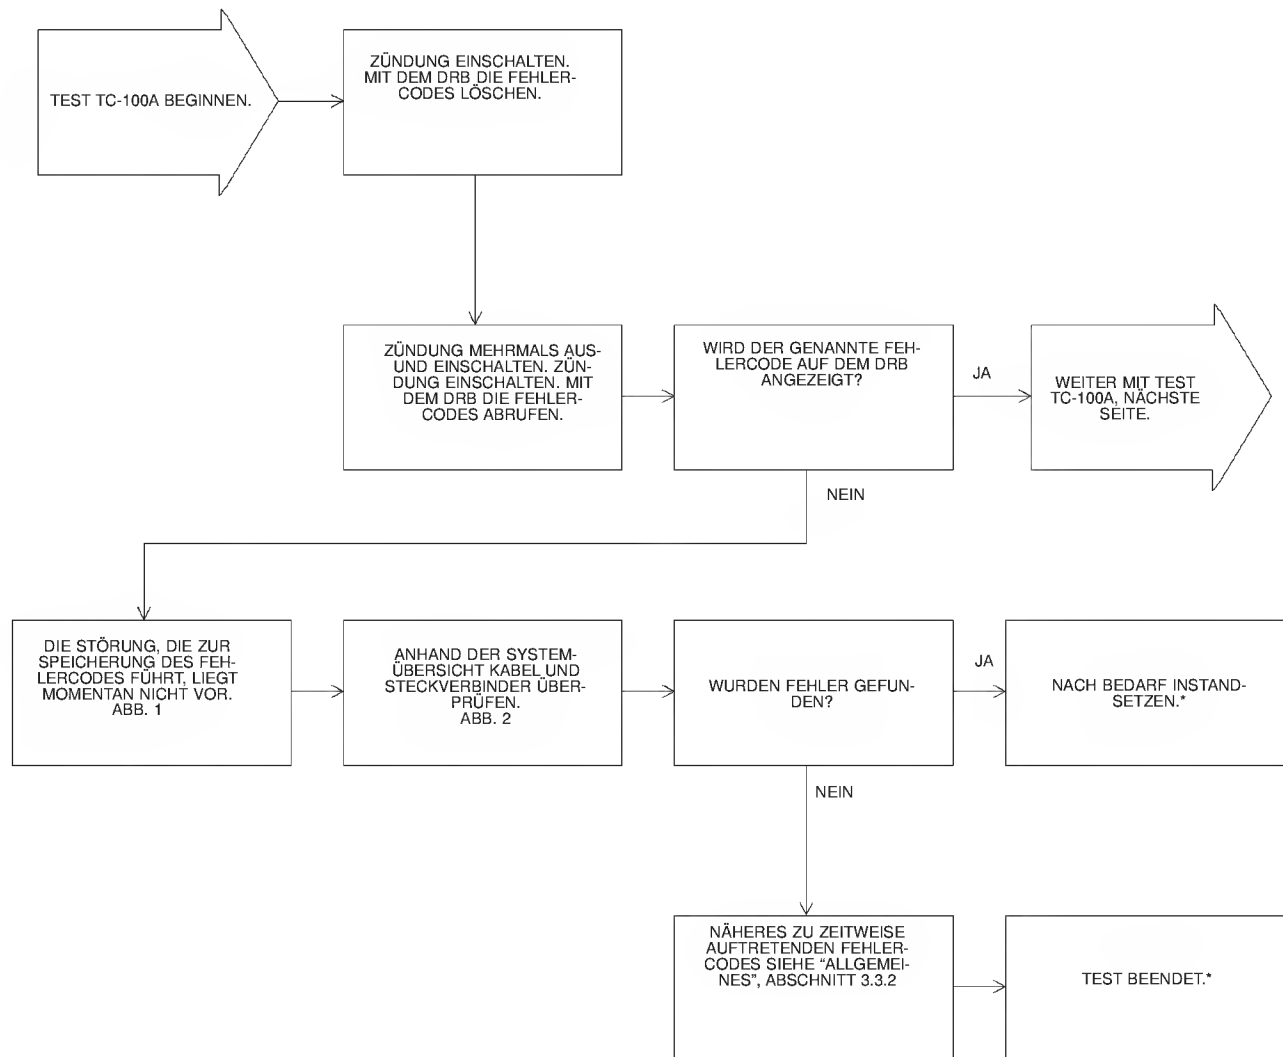 TEST TC-100A BEGINNEN.
ZÜNDUNG EINSCHALTEN.
MIT DEM DRB DIE FEHLER-
CODES LÖSCHEN.
ZÜNDUNG MEHRMALS AUS-
UND EINSCHALTEN. ZÜN-
DUNG EINSCHALTEN. MIT
DEM DRB DIE FEHLER-
CODES ABRUFEN.
WIRD DER GENANNTE FEH-
LERCODE AUF DEM DRB
ANGEZEIGT?
JA
WEITER MIT TEST
TC-100A, NÄCHSTE
SEITE.
NEIN
DIE STÖRUNG, DIE ZUR
SPEICHERUNG DES FEH-
LERCODES FÜHRT, LIEGT
MOMENTAN NICHT VOR.
ABB. 1
ANHAND DER SYSTEM-
ÜBERSICHT KABEL UND
STECKVERBINDER ÜBER-
PRÜFEN.
ABB. 2
WURDEN FEHLER GEFUN-
DEN?
JA
NACH BEDARF INSTAND-
SETZEN.*
NEIN
NÄHERES ZU ZEITWEISE
AUFTRETENDEN FEHLER-
CODES SIEHE “ALLGEMEI-
NES”, ABSCHNITT 3.3.2
TEST BEENDET.*